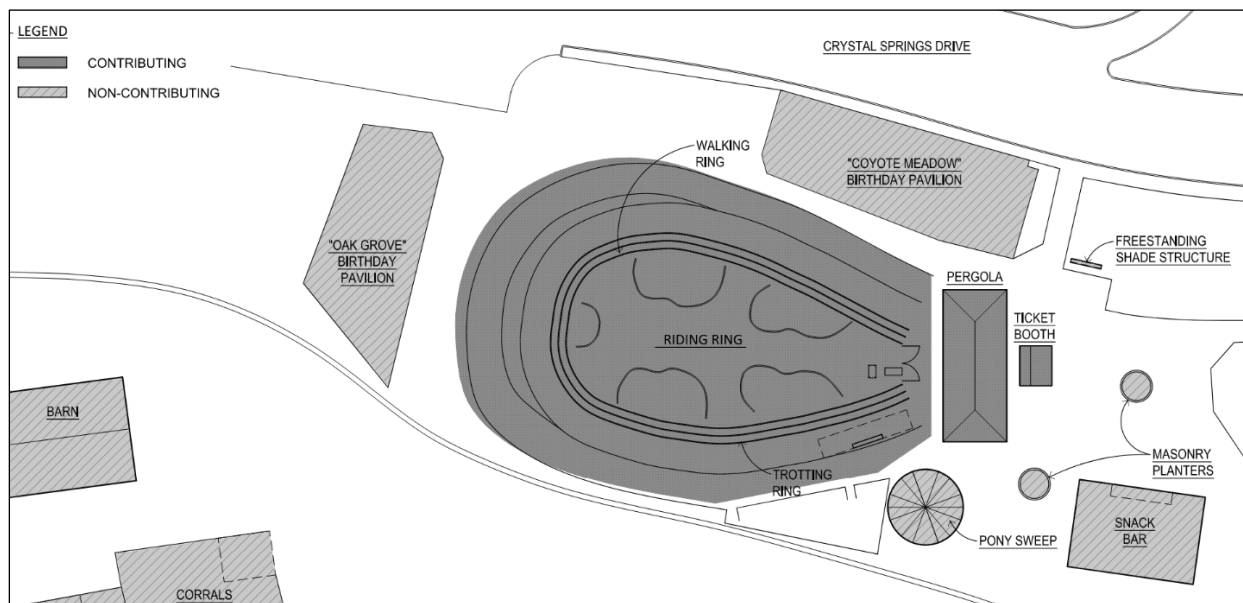 LEGEND
CONTRIBUTING
NON-CONTRIBUTING
CRYSTAL SPRINGS DRIVE
WALKING
RING
"COYOTE MEADOW"
BIRTHDAY PAVILION
"OAK GROVE"
BIRTHDAY
PAVILION
FREESTANDING
SHADE STRUCTURE
PERGOLA
TICKET
BOOTH
RIDING RING
BARN
MASONRY
PLANTERS
TROTTING
RING
SNACK
BAR
PONY SWEEP
CORRALS